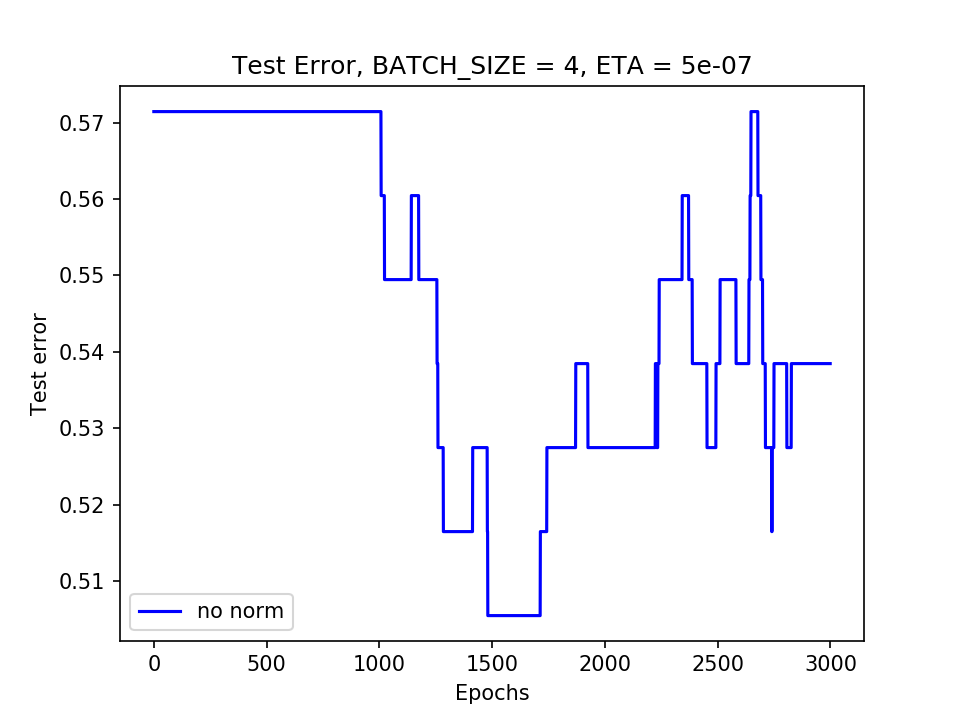 Test Error, BATCH_SIZE = 4, ETA = 5e-07
0.57
0.56
0.55
0.54
0.53
0.52
0.51
Test error
no norm
0 500 1000 1500 2000 2500 3000
Epochs